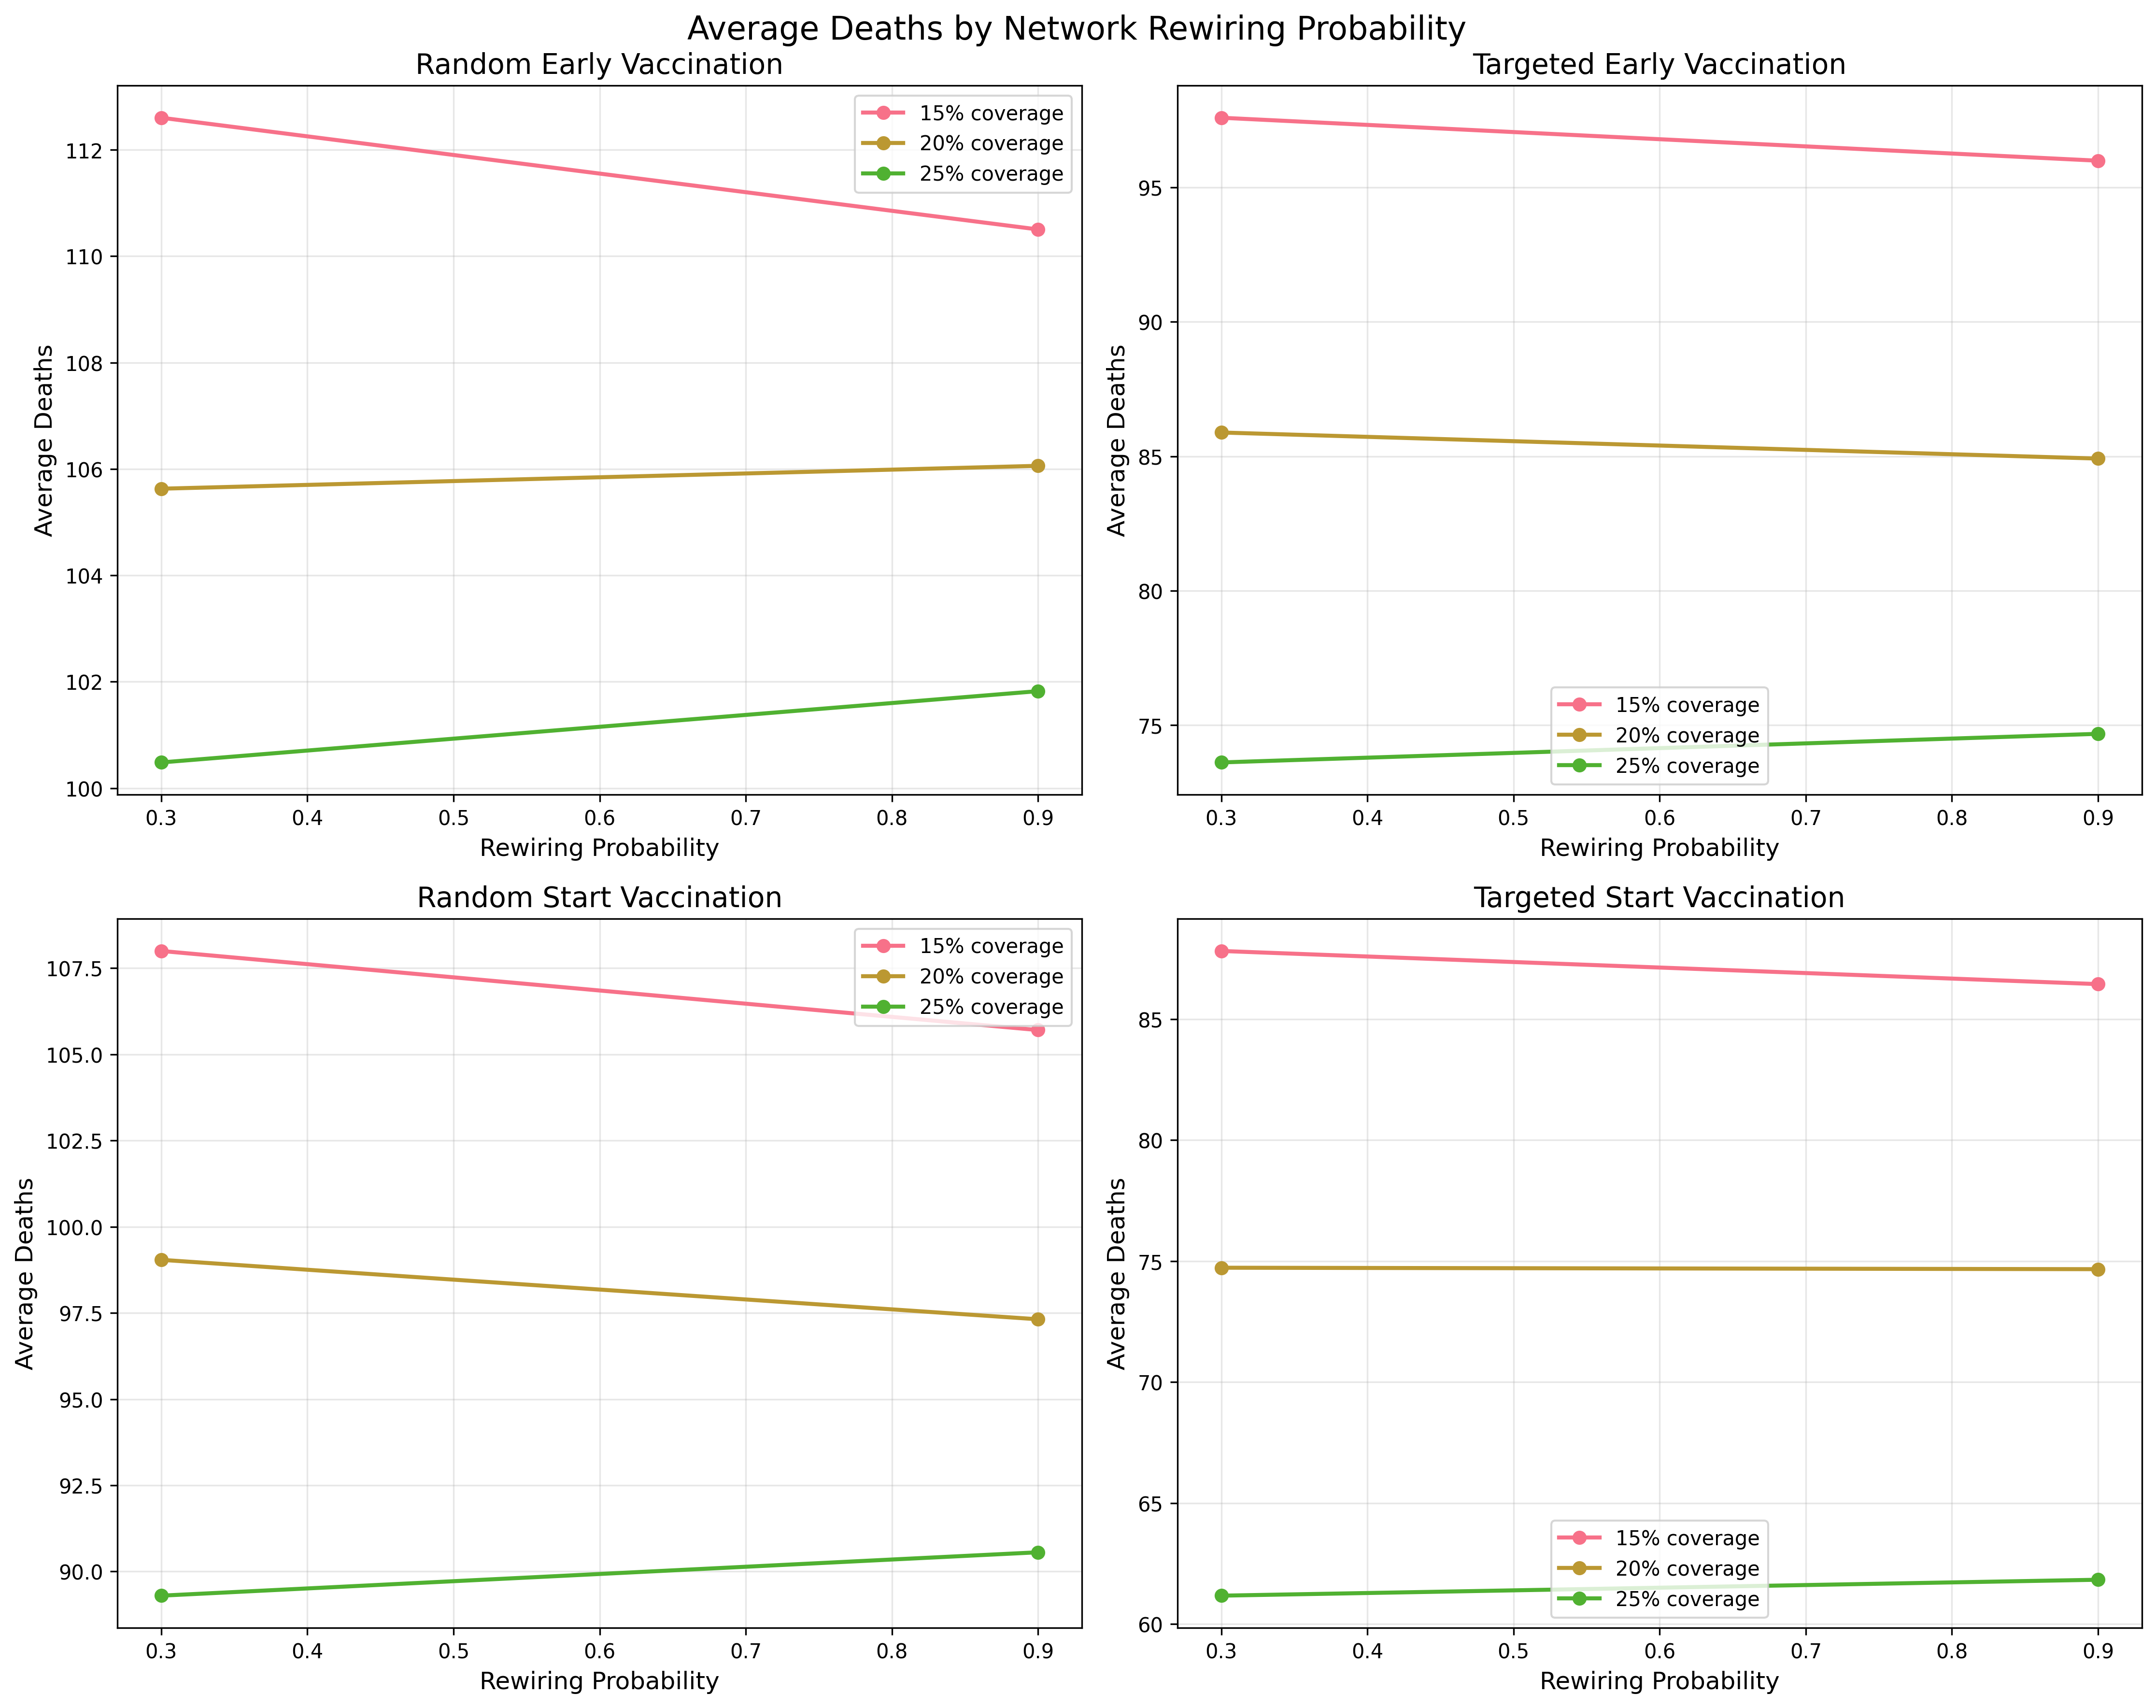 Average Deaths by Network Rewiring Probability
Random Early Vaccination
Average Deaths
112
110
108
106
104
102
100
15% coverage
20% coverage
25% coverage
0.3 0.4 0.5 0.6 0.7 0.8 0.9
Rewiring Probability
Targeted Early Vaccination
Average Deaths
95
90
85
80
75
15% coverage
20% coverage
25% coverage
0.3 0.4 0.5 0.6 0.7 0.8 0.9
Rewiring Probability
Random Start Vaccination
Average Deaths
107.5
105.0
102.5
100.0
97.5
95.0
92.5
90.0
15% coverage
20% coverage
25% coverage
0.3 0.4 0.5 0.6 0.7 0.8 0.9
Rewiring Probability
Targeted Start Vaccination
Average Deaths
85
80
75
70
65
60
15% coverage
20% coverage
25% coverage
0.3 0.4 0.5 0.6 0.7 0.8 0.9
Rewiring Probability